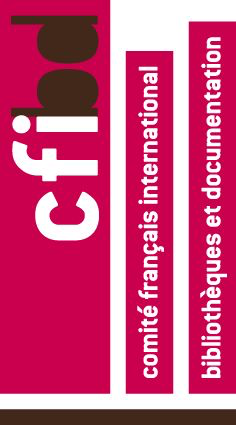 cfibd
comité français international
bibliothèques et documentation